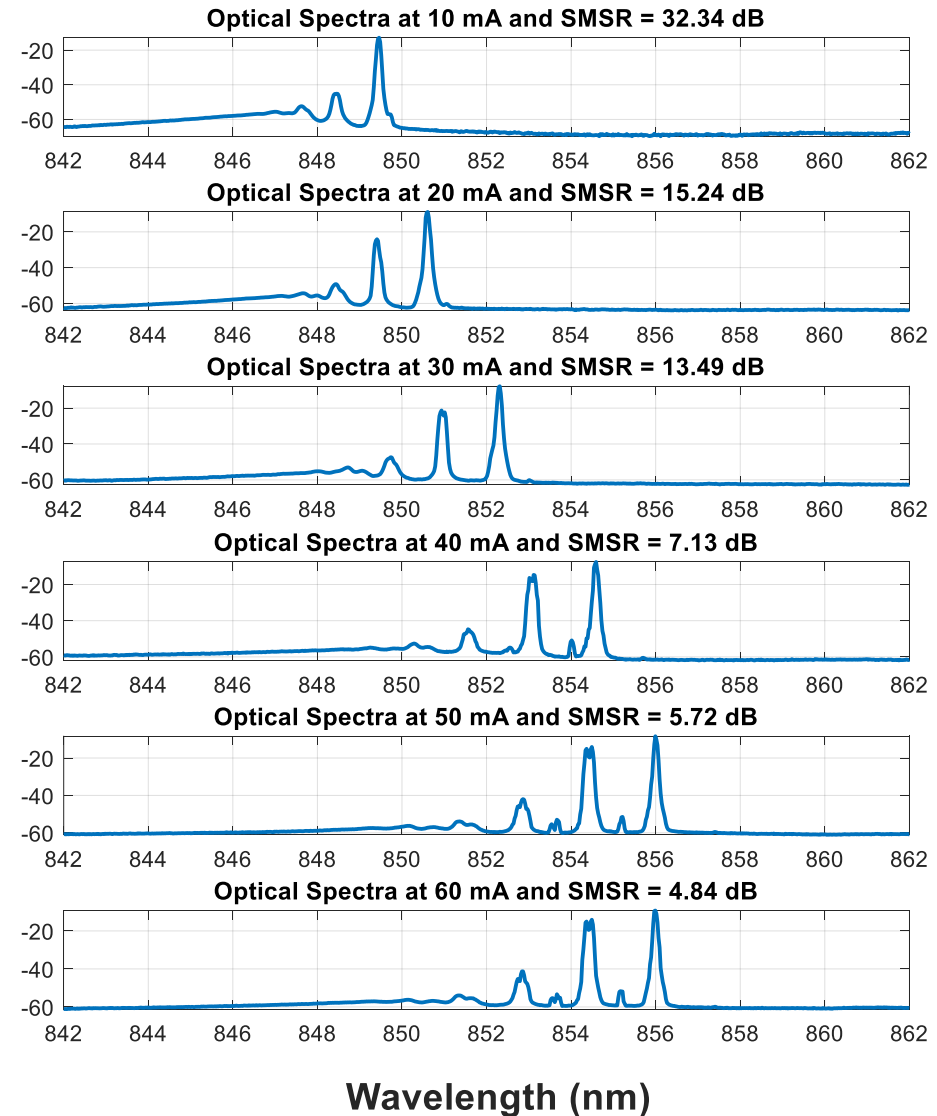 Optical Spectra at 10 mA and SMSR = 32.34 dB
-20
-40
-60
842 844 846 848 850 852 854 856 858 860 862
Optical Spectra at 20 mA and SMSR = 15.24 dB
-20
-40
-60
842 844 846 848 850 852 854 856 858 860 862
Optical Spectra at 30 mA and SMSR = 13.49 dB
-20
-40
-60
842 844 846 848 850 852 854 856 858 860 862
Optical Spectra at 40 mA and SMSR = 7.13 dB
-20
-40
-60
842 844 846 848 850 852 854 856 858 860 862
Optical Spectra at 50 mA and SMSR = 5.72 dB
-20
-40
-60
842 844 846 848 850 852 854 856 858 860 862
Optical Spectra at 60 mA and SMSR = 4.84 dB
-20
-40
-60
842 844 846 848 850 852 854 856 858 860 862
Wavelength (nm)